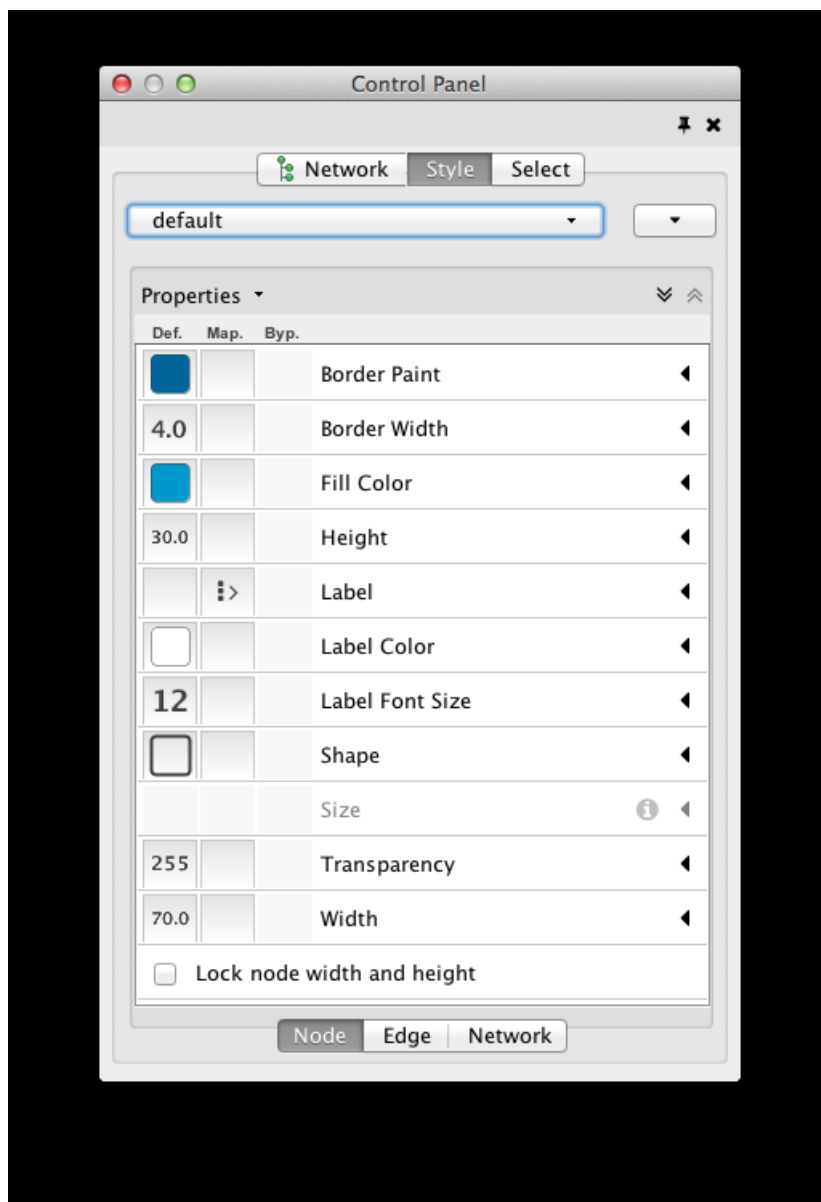 Control Panel
Network Style Select
default
Properties
Def. Map. Byp.
Border Paint
4.0 Border Width
Fill Color
30.0 Height
Label
Label Color
12 Label Font Size
Shape
Size
255 Transparency
70.0 Width
Lock node width and height
Node Edge Network